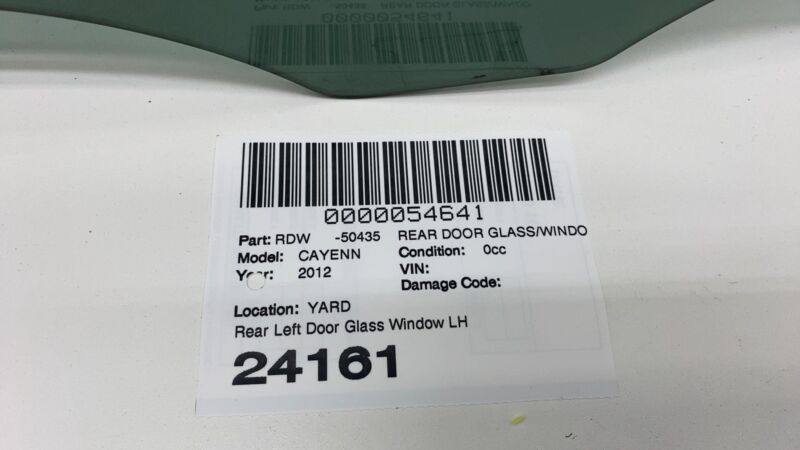 0000054641
Part: RDW -50435 REAR DOOR GLASS/WINDO
Model: CAYENN Condition: 0cc
Year: 2012 VIN:
Damage Code:
Location: YARD
Rear Left Door Glass Window LH
24161